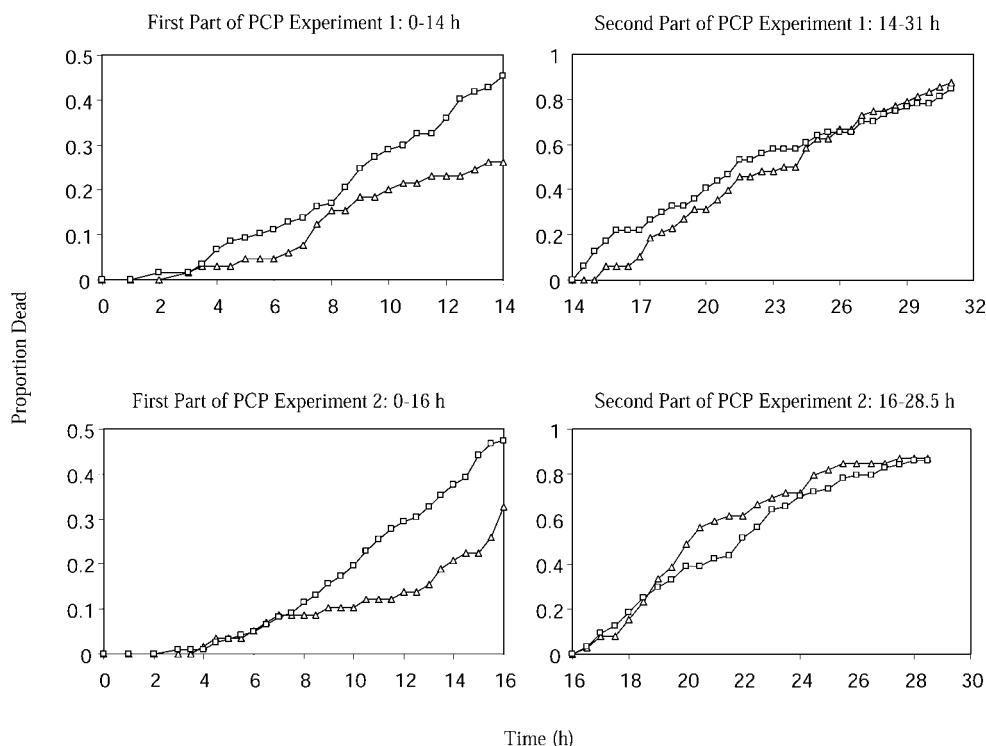 First Part of PCP Experiment 1: 0-14 h
Second Part of PCP Experiment 1: 14-31 h
0.5
0.4
0.3
0.2
0.1
0
0 2 4 6 8 10 12 14
1
0.8
0.6
0.4
0.2
0
14 17 20 23 26 29 32
Proportion Dead
First Part of PCP Experiment 2: 0-16 h
Second Part of PCP Experiment 2: 16-28.5 h
0.5
0.4
0.3
0.2
0.1
0
0 2 4 6 8 10 12 14 16
1
0.8
0.6
0.4
0.2
0
16 18 20 22 24 26 28 30
Time (h)